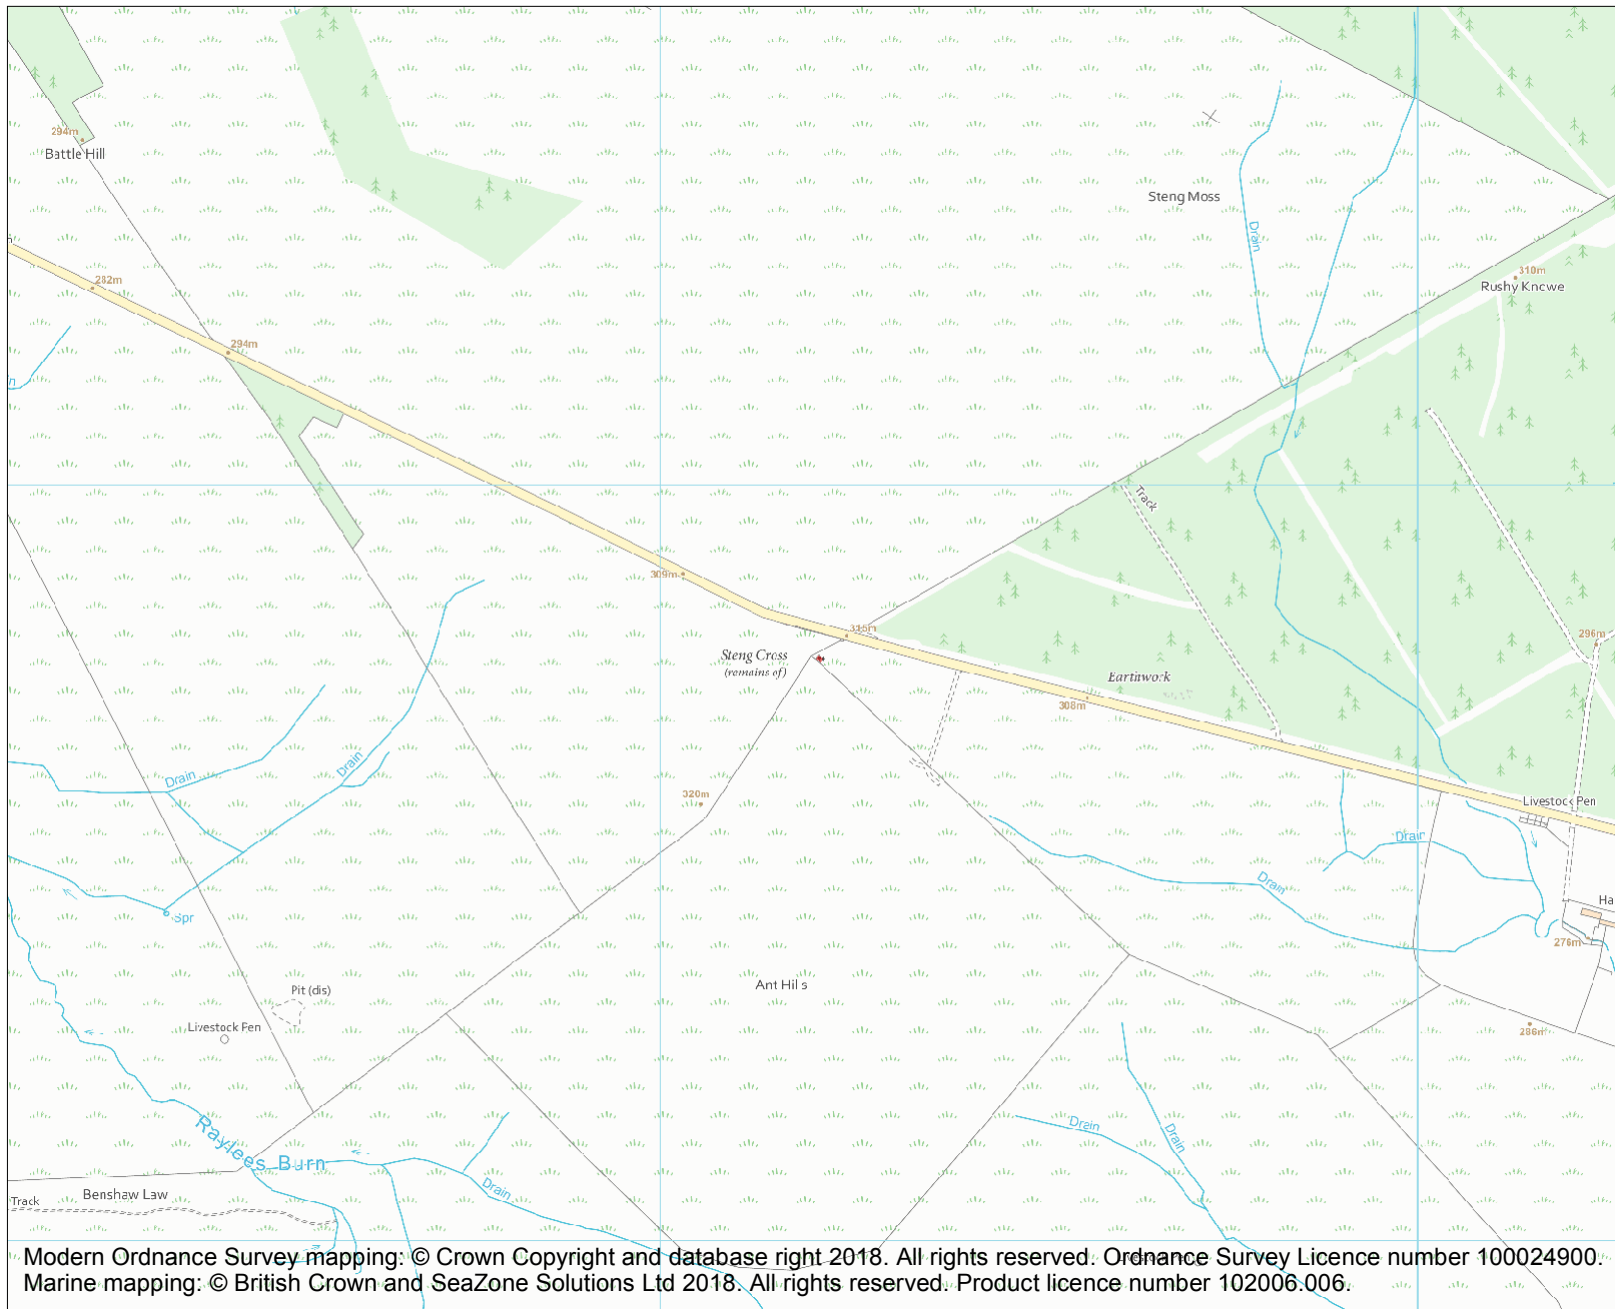 294m
Battle Hill
Steng Moss
Drain
282m
310m
Rushy Knowe
294m
n
Track
309m
315m
296m
Steng Cross
(remains of)
Earthwork
308m
Drain
Drain
320m
Livestock Pen
Drain
Drain
Spr
Ha
276m
Pit (dis)
Ant Hills
Livestock Pen
286m
Raylees Burn
Drain
Drain
Drain
Benshaw Law
Track
Modern Ordnance Survey mapping: © Crown Copyright and database right 2018. All rights reserved. Ordnance Survey Licence number 100024900.
Marine mapping: © British Crown and SeaZone Solutions Ltd 2018. All rights reserved. Product licence number 102006.006.